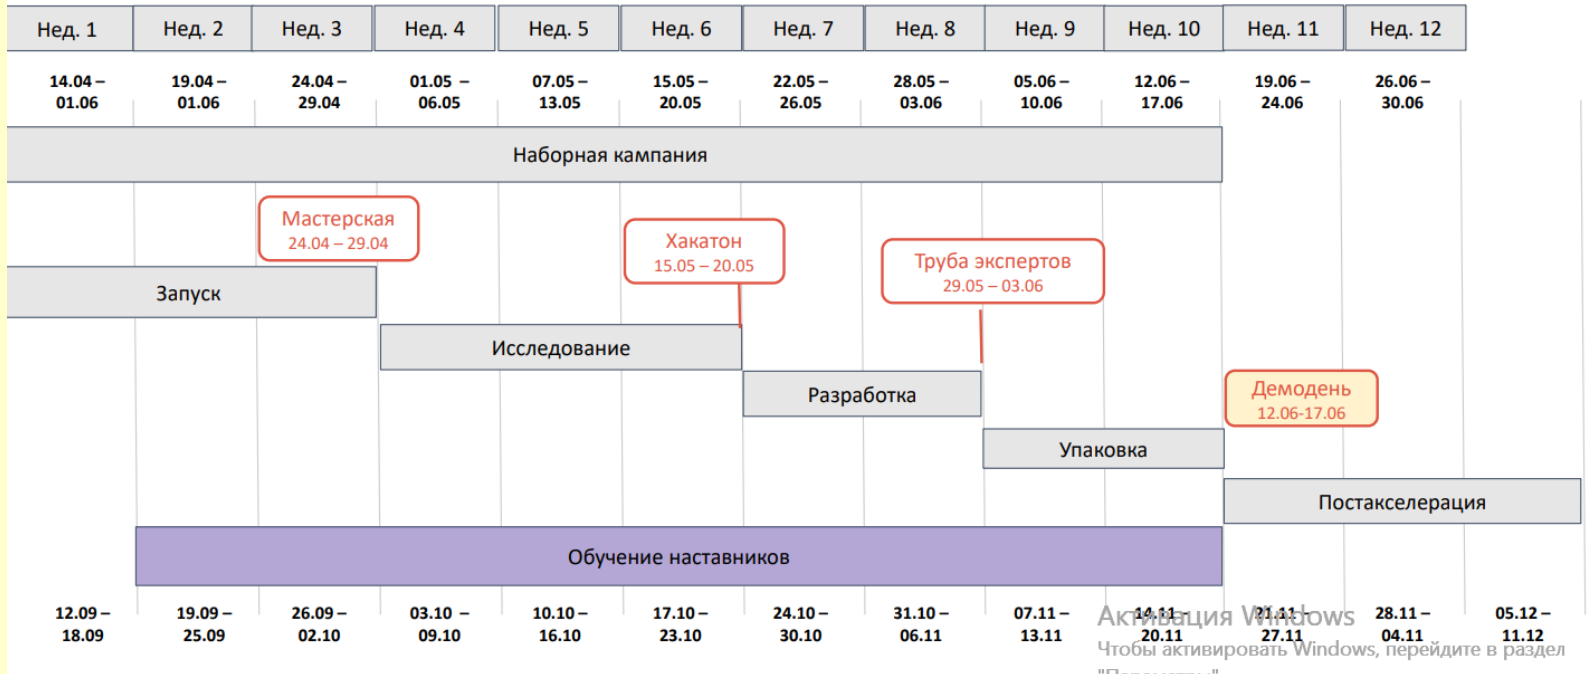 Нед. 1 Нед. 2 Нед. 3 Нед. 4 Нед. 5 Нед. 6 Нед. 7 Нед. 8 Нед. 9 Нед. 10 Нед. 11 Нед. 12
14.04 – 19.04 – 24.04 – 01.05 – 07.05 – 15.05 – 22.05 – 28.05 – 05.06 – 12.06 – 19.06 – 26.06 –
01.06 01.06 29.04 06.05 13.05 20.05 26.05 03.06 10.06 17.06 24.06 30.06
Наборная кампания
Мастерская
24.04 – 29.04
Хакатон
15.05 – 20.05
Труба экспертов
29.05 – 03.06
Запуск
Исследование
Разработка
Демодень
12.06-17.06
Упаковка
Постакселерация
Обучение наставников
12.09 – 19.09 – 26.09 – 03.10 – 10.10 – 17.10 – 24.10 – 31.10 – 07.11 – 14.11 – 21.11 – 28.11 – 05.12 –
18.09 25.09 02.10 09.10 16.10 23.10 30.10 06.11 13.11 20.11 27.11 04.11 11.12
Активация Windows
Чтобы активировать Windows, перейдите в раздел
"Параметры".